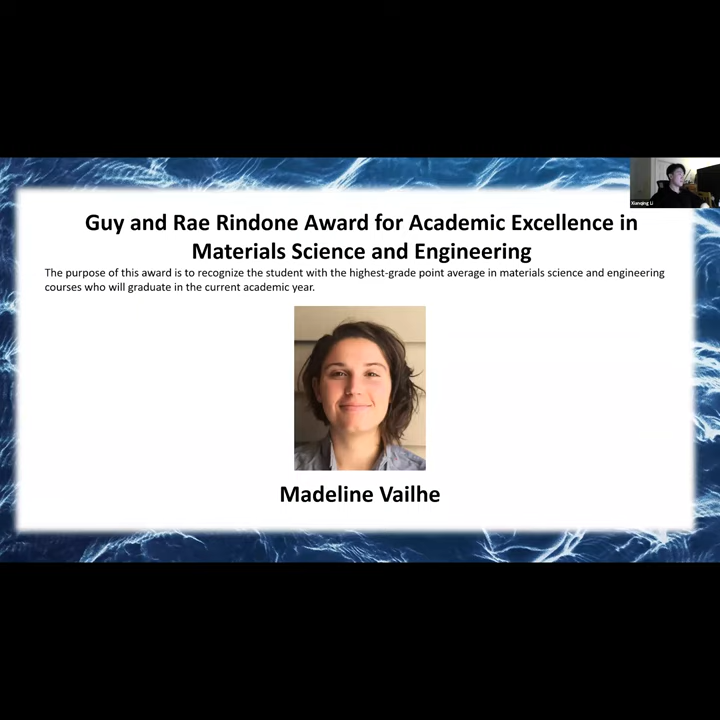 Guy and Rae Rindone Award for Academic Excellence in
Materials Science and Engineering
The purpose of this award is to recognize the student with the highest-grade point average in materials science and engineering
courses who will graduate in the current academic year.
Xianqing Li
Madeline Vailhe